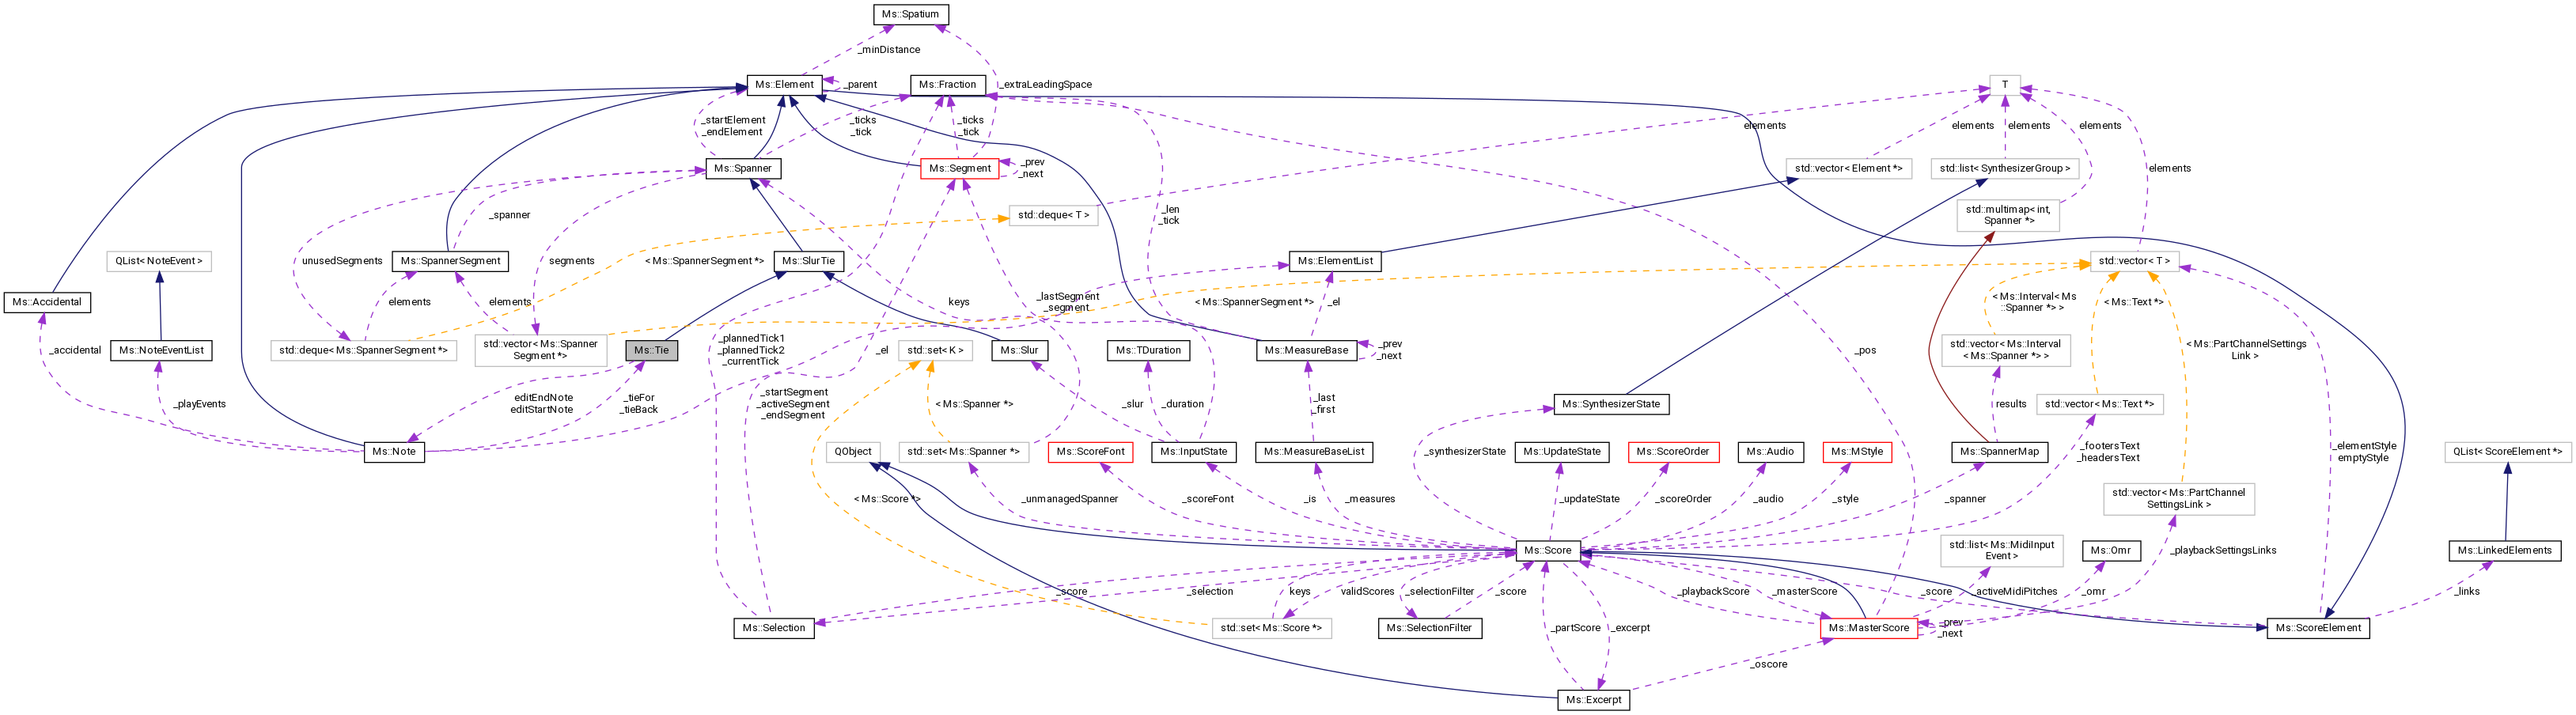 Ms::Spatium
_minDistance
Ms::Element
_parent
Ms::Fraction
_extraLeadingSpace
T
_startElement
_endElement
_ticks
_tick
_ticks
_tick
elements
elements
elements
elements
Ms::Spanner
Ms::Segment
_prev
_next
std::vector< Element *>
std::list< SynthesizerGroup >
elements
_spanner
std::deque< T >
_len
_tick
std::multimap< int,
Spanner *>
QList< NoteEvent >
unusedSegments
Ms::SpannerSegment
< Ms::SpannerSegment *>
segments
Ms::SlurTie
Ms::ElementList
std::vector< T >
Ms::Accidental
elements
elements
keys
_lastSegment
_segment
< Ms::SpannerSegment *>
_el
< Ms::Interval< Ms
::Spanner *> >
< Ms::Text *>
_accidental
Ms::NoteEventList
std::deque< Ms::SpannerSegment *>
std::vector< Ms::Spanner
Segment *>
Ms::Tie
_plannedTick1
_plannedTick2
_currentTick
_el
std::set< K >
Ms::Slur
Ms::TDuration
Ms::MeasureBase
_prev
_next
_pos
std::vector< Ms::Interval
< Ms::Spanner *> >
< Ms::PartChannelSettings
Link >
_playEvents
editEndNote
editStartNote
_tieFor
_tieBack
_startSegment
_activeSegment
_endSegment
< Ms::Spanner *>
_slur
_duration
_last
_first
Ms::SynthesizerState
results
std::vector< Ms::Text *>
Ms::Note
QObject
std::set< Ms::Spanner *>
Ms::ScoreFont
Ms::InputState
Ms::MeasureBaseList
_synthesizerState
Ms::UpdateState
Ms::ScoreOrder
Ms::Audio
Ms::MStyle
Ms::SpannerMap
_footersText
_headersText
_elementStyle
emptyStyle
QList< ScoreElement *>
< Ms::Score *>
_unmanagedSpanner
_scoreFont
_is
_measures
_updateState
_scoreOrder
_audio
_style
_spanner
std::vector< Ms::PartChannel
SettingsLink >
Ms::Score
std::list< Ms::MidiInput
Event >
Ms::Omr
_playbackSettingsLinks
Ms::LinkedElements
_score
_selection
keys
validScores
_selectionFilter
_score
_playbackScore
_masterScore
_score
activeMidiPitches
_omr
_links
Ms::Selection
std::set< Ms::Score *>
Ms::SelectionFilter
_partScore
_excerpt
Ms::MasterScore
_prev
_next
Ms::ScoreElement
_oscore
Ms::Excerpt